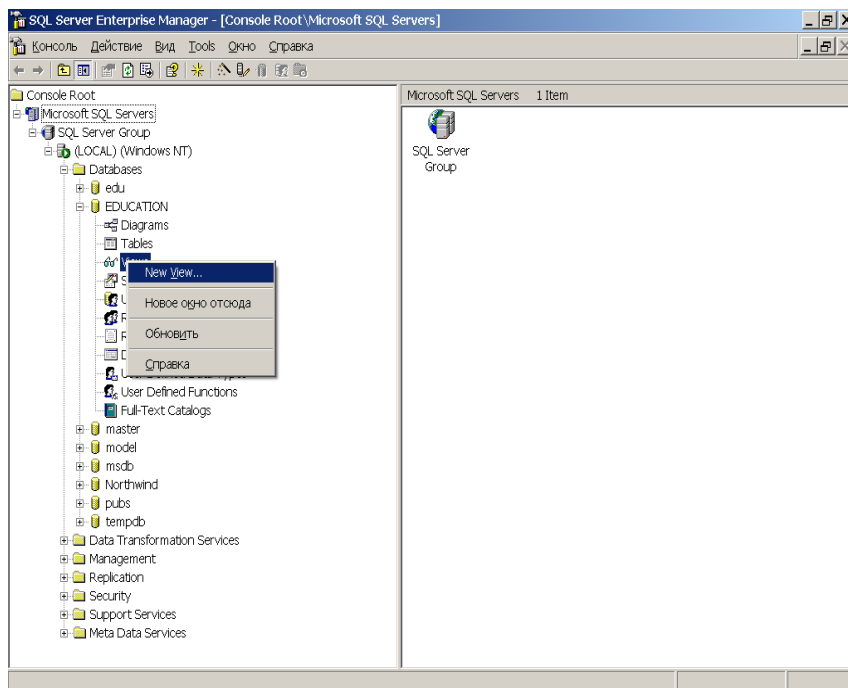 SQL Server Enterprise Manager - [Console Root\Microsoft SQL Servers]
Консоль Действие Вид Tools Окно Справка
Console Root
Microsoft SQL Servers
SQL Server Group
(LOCAL) (Windows NT)
Databases
edu
EDUCATION
Diagrams
Tables
Views
New View...
Новое окно отсюда
Обновить
Справка
User Defined Functions
Full-Text Catalogs
master
model
msdb
Northwind
pubs
tempdb
Data Transformation Services
Management
Replication
Security
Support Services
Meta Data Services
Microsoft SQL Servers 1 Item
SQL Server
Group